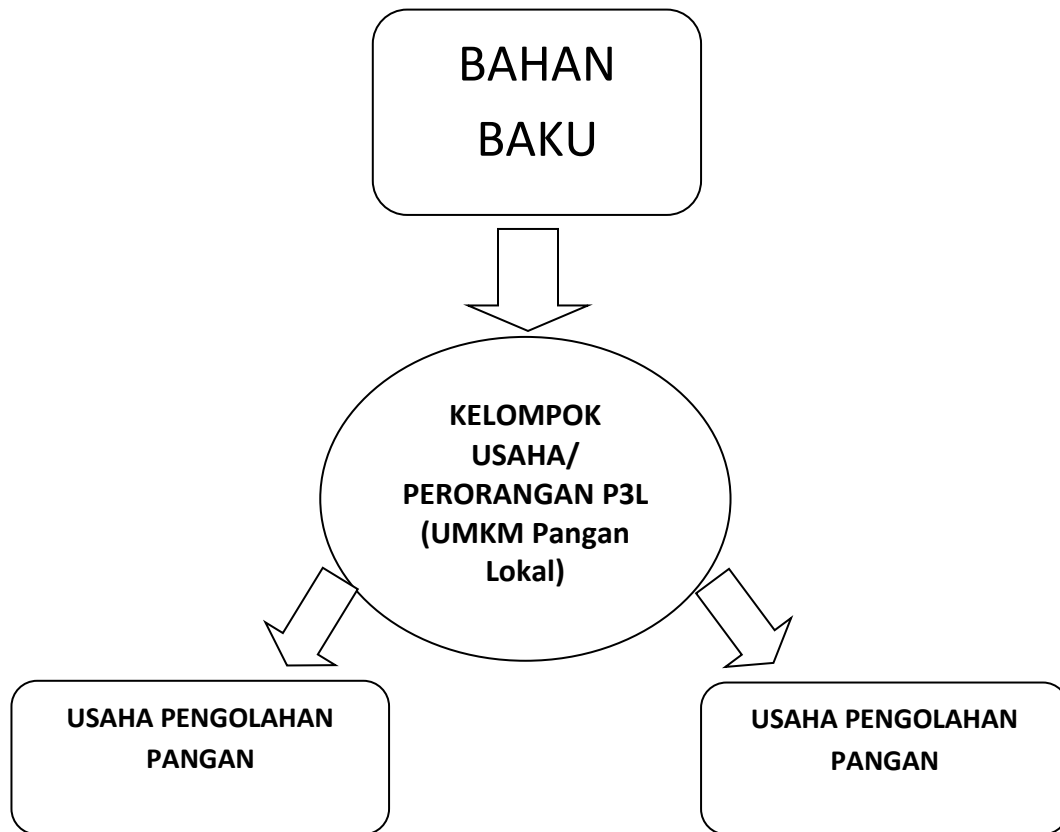 BAHAN
BAKU
KELOMPOK
USAHA/
PERORANGAN P3L
(UMKM Pangan
Lokal)
USAHA PENGOLAHAN
PANGAN
USAHA PENGOLAHAN
PANGAN